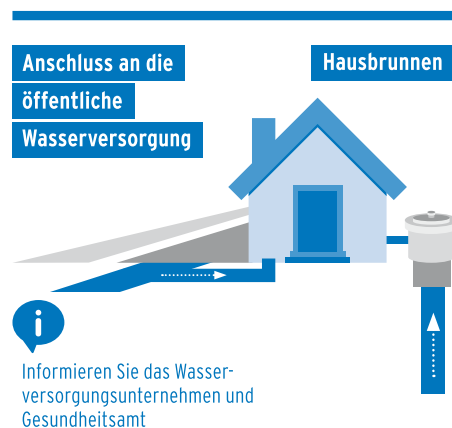 Anschluss an die
öffentliche
Wasserversorgung
Hausbrunnen
i
Informieren Sie das Wasser-
versorgungsunternehmen und
Gesundheitsamt